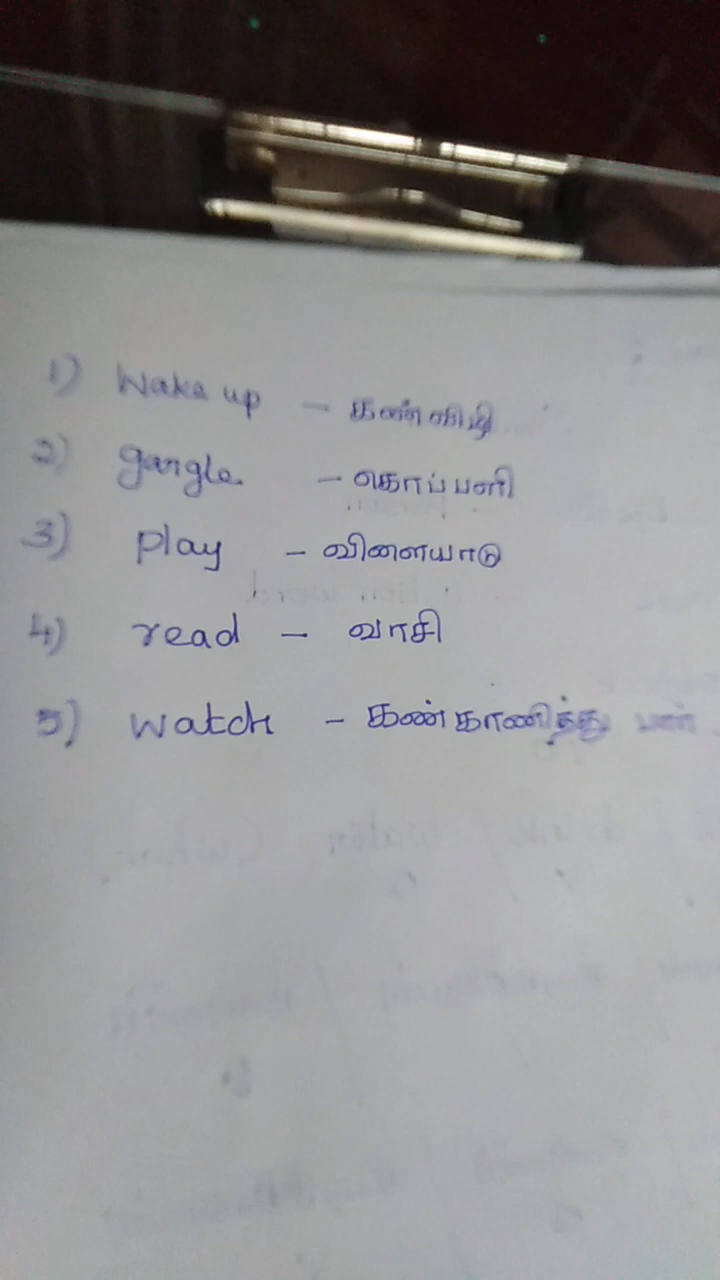 1) Wake up - கண்விழி
2) gargle - கொப்பளி
3) play - விளையாடு
4) read - வாசி
5) watch - கண்காணித்து